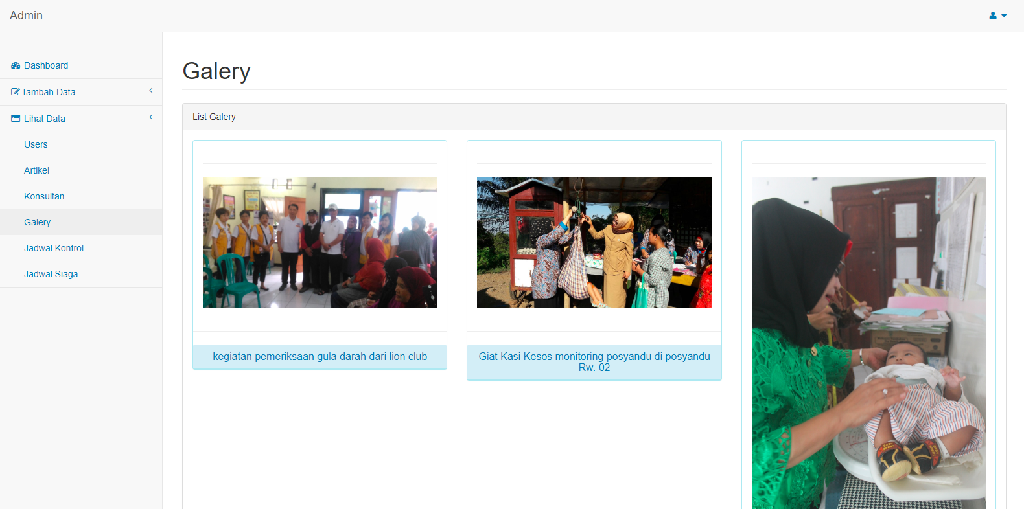 Admin
Dashboard
Tambah Data
Lihat Data
Users
Artikel
Konsultan
Galery
Jadwal Kontrol
Jadwal Siaga
Galery
List Galery
kegiatan pemeriksaan gula darah dari lion club
Giat Kasi Kesos monitoring posyandu di posyandu
Rw. 02